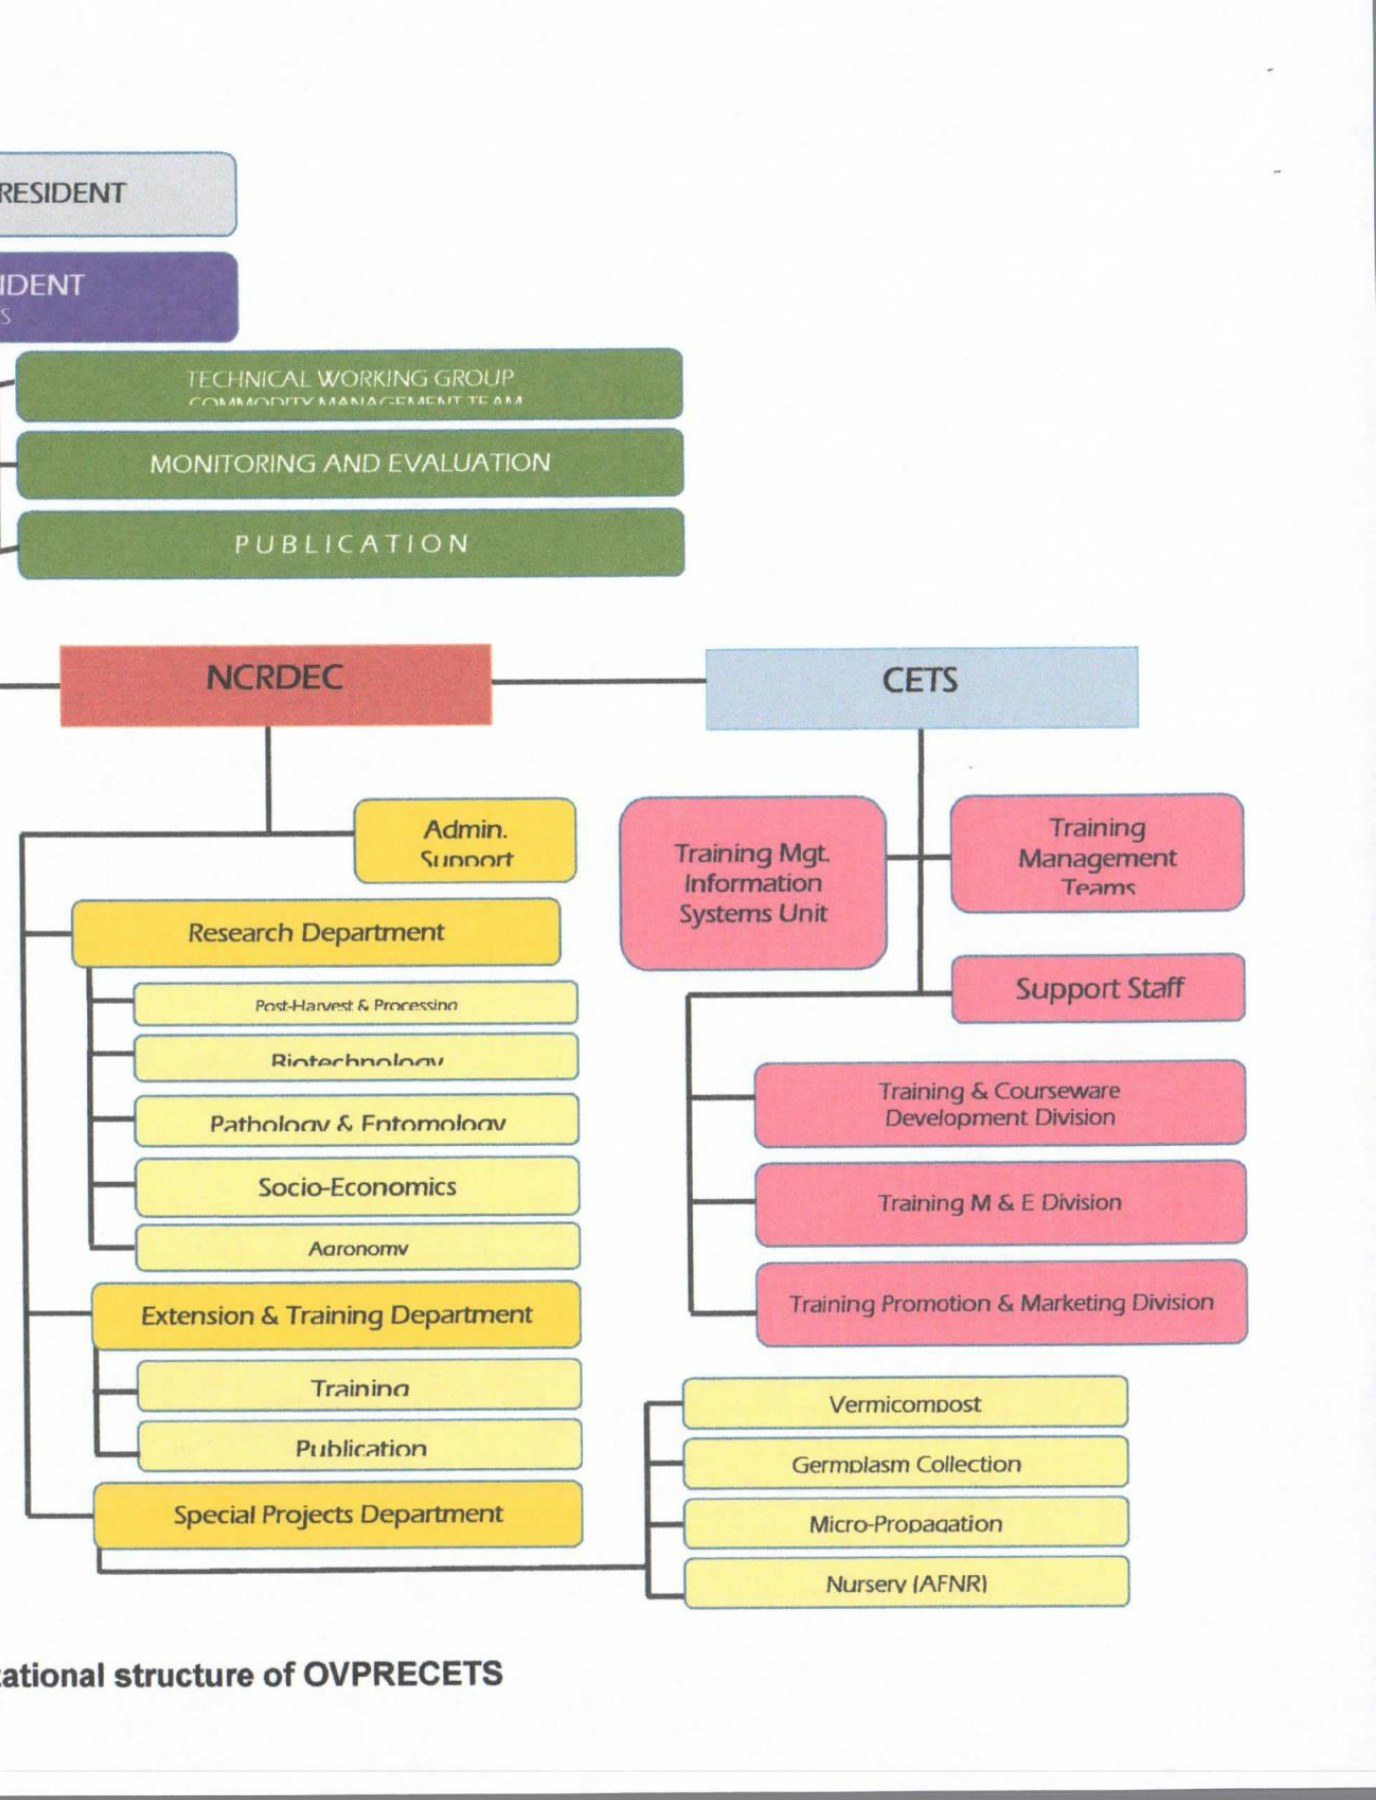 RESIDENT
IDENT
S
TECHNICAL WORKING GROUP
COMMODITY MANAGEMENT TEAM
MONITORING AND EVALUATION
PUBLICATION
NCRDEC
CETS
Admin.
Support
Training Mgt.
Information
Systems Unit
Training
Management
Teams
Research Department
Support Staff
Post-Harvest & Processing
Biotechnology
Pathology & Entomology
Socio-Economics
Agronomy
Training & Courseware
Development Division
Training M & E Division
Training Promotion & Marketing Division
Extension & Training Department
Training
Publication
Special Projects Department
Vermicompost
Germplasm Collection
Micro-Propagation
Nursery (AFNR)
zational structure of OVPRECETS